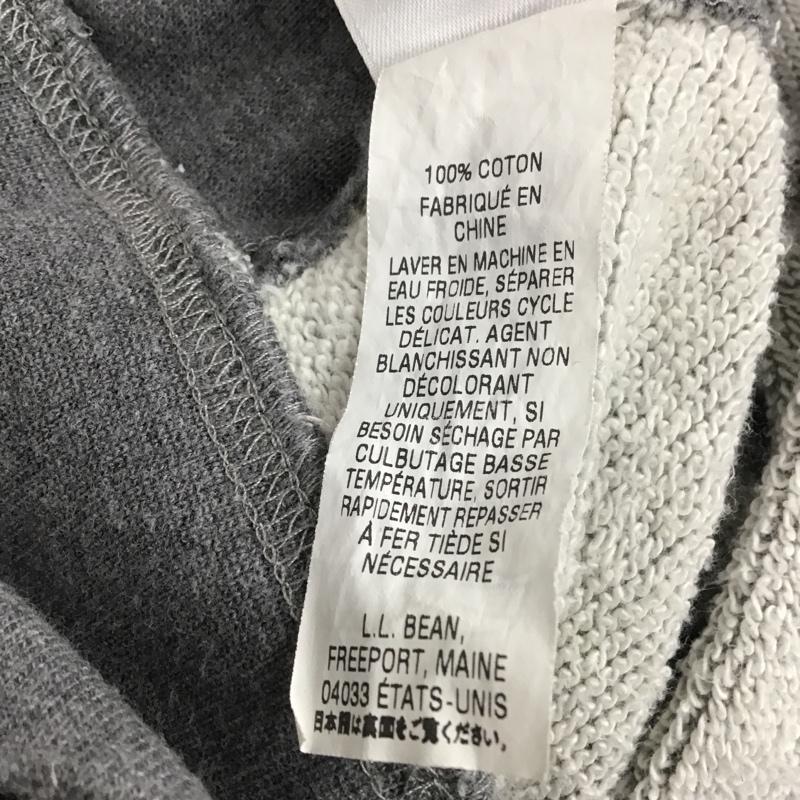 100% COTON
FABRIQUÉ EN
CHINE
LAVER EN MACHINE EN
EAU FROIDE, SÉPARER
LES COULEURS CYCLE
DÉLICAT. AGENT
BLANCHISSANT NON
DÉCOLORANT
UNIQUEMENT, SI
BESOIN SÉCHAGE PAR
CULBUTAGE BASSE
TEMPÉRATURE, SORTIR
RAPIDEMENT REPASSER
À FER TIÈDE SI
NÉCESSAIRE
L.L. BEAN,
FREEPORT, MAINE
04033 ÉTATS-UNIS
日本語は裏面をご覧ください。